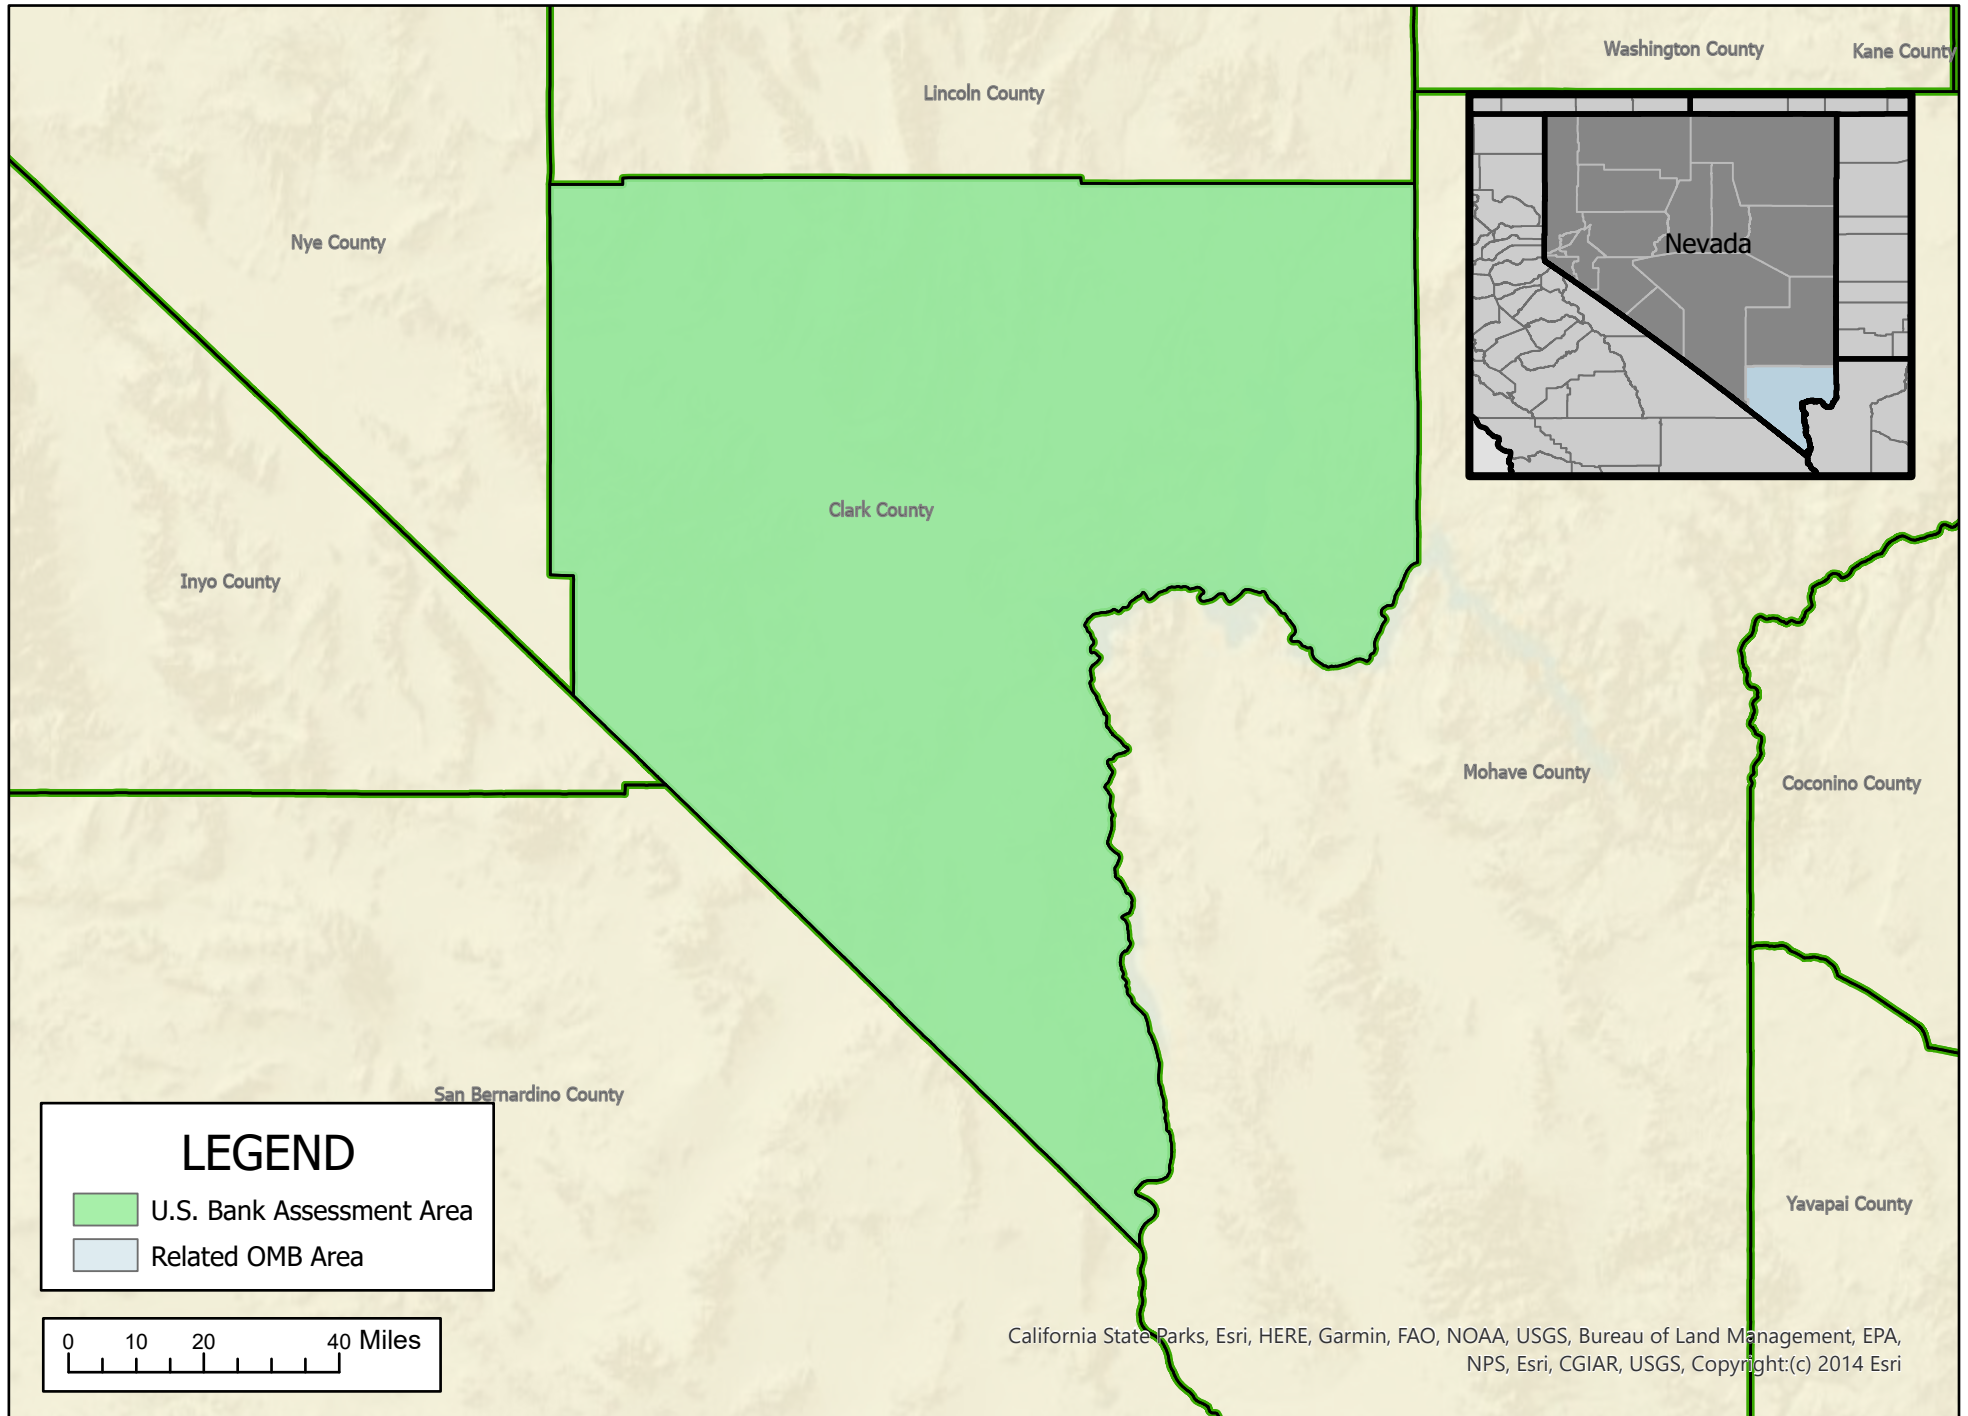 Washington County
Kane County
Lincoln County
Nevada
Nye County
Clark County
Inyo County
Mohave County
Coconino County
San Bernardino County
LEGEND
U.S. Bank Assessment Area
Related OMB Area
Yavapai County
0 10 20 40 Miles
California State Parks, Esri, HERE, Garmin, FAO, NOAA, USGS, Bureau of Land Management, EPA,
NPS, Esri, CGIAR, USGS, Copyright:(c) 2014 Esri